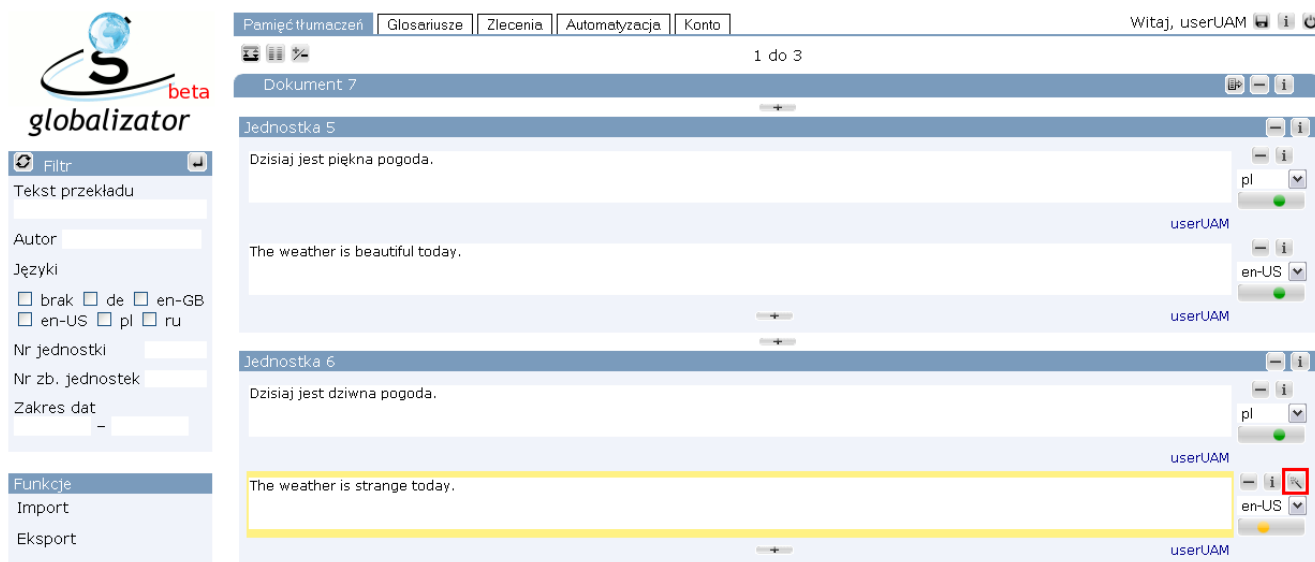 beta
globalizator
Pamięć tłumaczeń Glosariusze Zlecenia Automatyzacja Konto
Witaj, userUAM
1 do 3
Filtr
Tekst przekładu
Autor
Języki
brak de en-GB
en-US pl ru
Nr jednostki
Nr zb. jednostek
Zakres dat
–
Funkcje
Import
Eksport
Dokument 7
Jednostka 5
Dzisiaj jest piękna pogoda.
pl
userUAM
The weather is beautiful today.
en-US
userUAM
Jednostka 6
Dzisiaj jest dziwna pogoda.
pl
userUAM
The weather is strange today.
en-US
userUAM